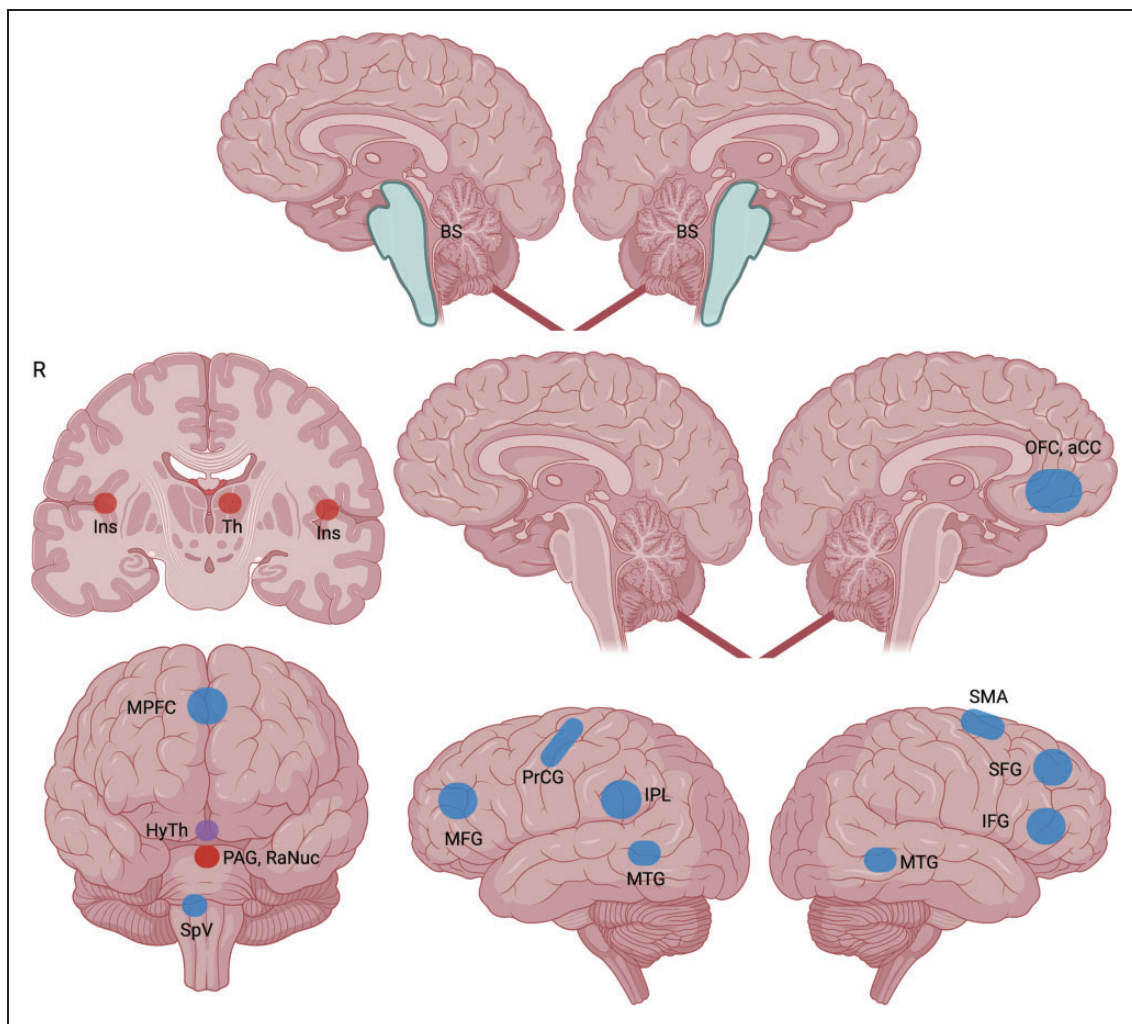 BS
BS
R
Ins
Th
Ins
OFC, aCC
MPFC
HyTh
PAG, RaNuc
SpV
PrCG
MFG
IPL
MTG
SMA
SFG
IFG
MTG